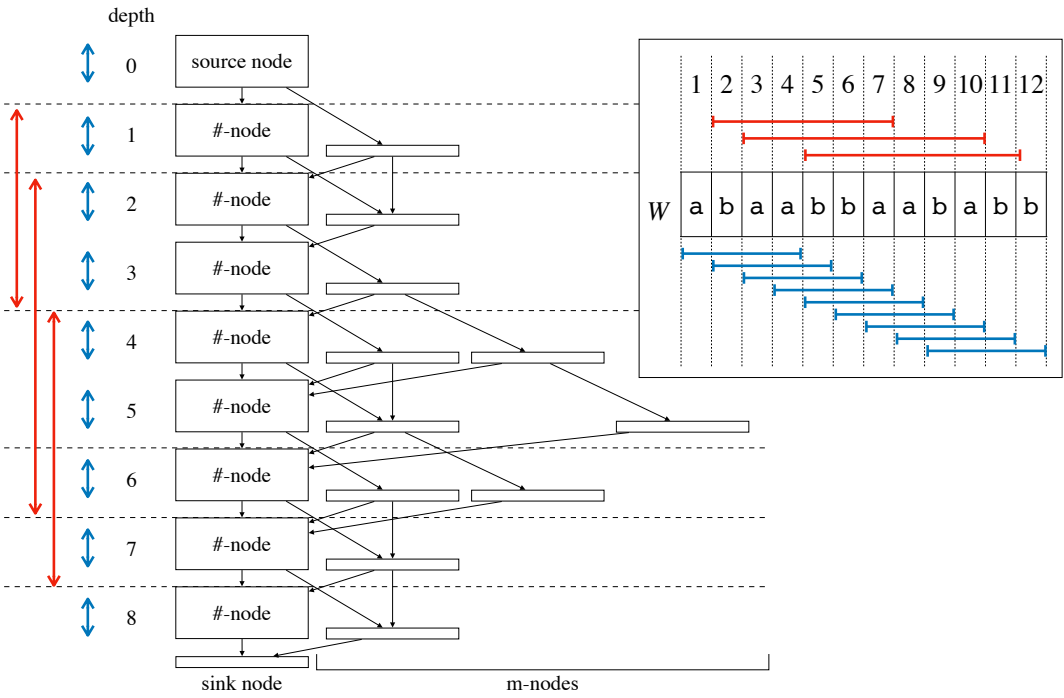 depth
0 source node
1 #-node
2 #-node
3 #-node
4 #-node
5 #-node
6 #-node
7 #-node
8 #-node
sink node m-nodes
1 2 3 4 5 6 7 8 9 10 11 12
W a b a a b b a a b a b b